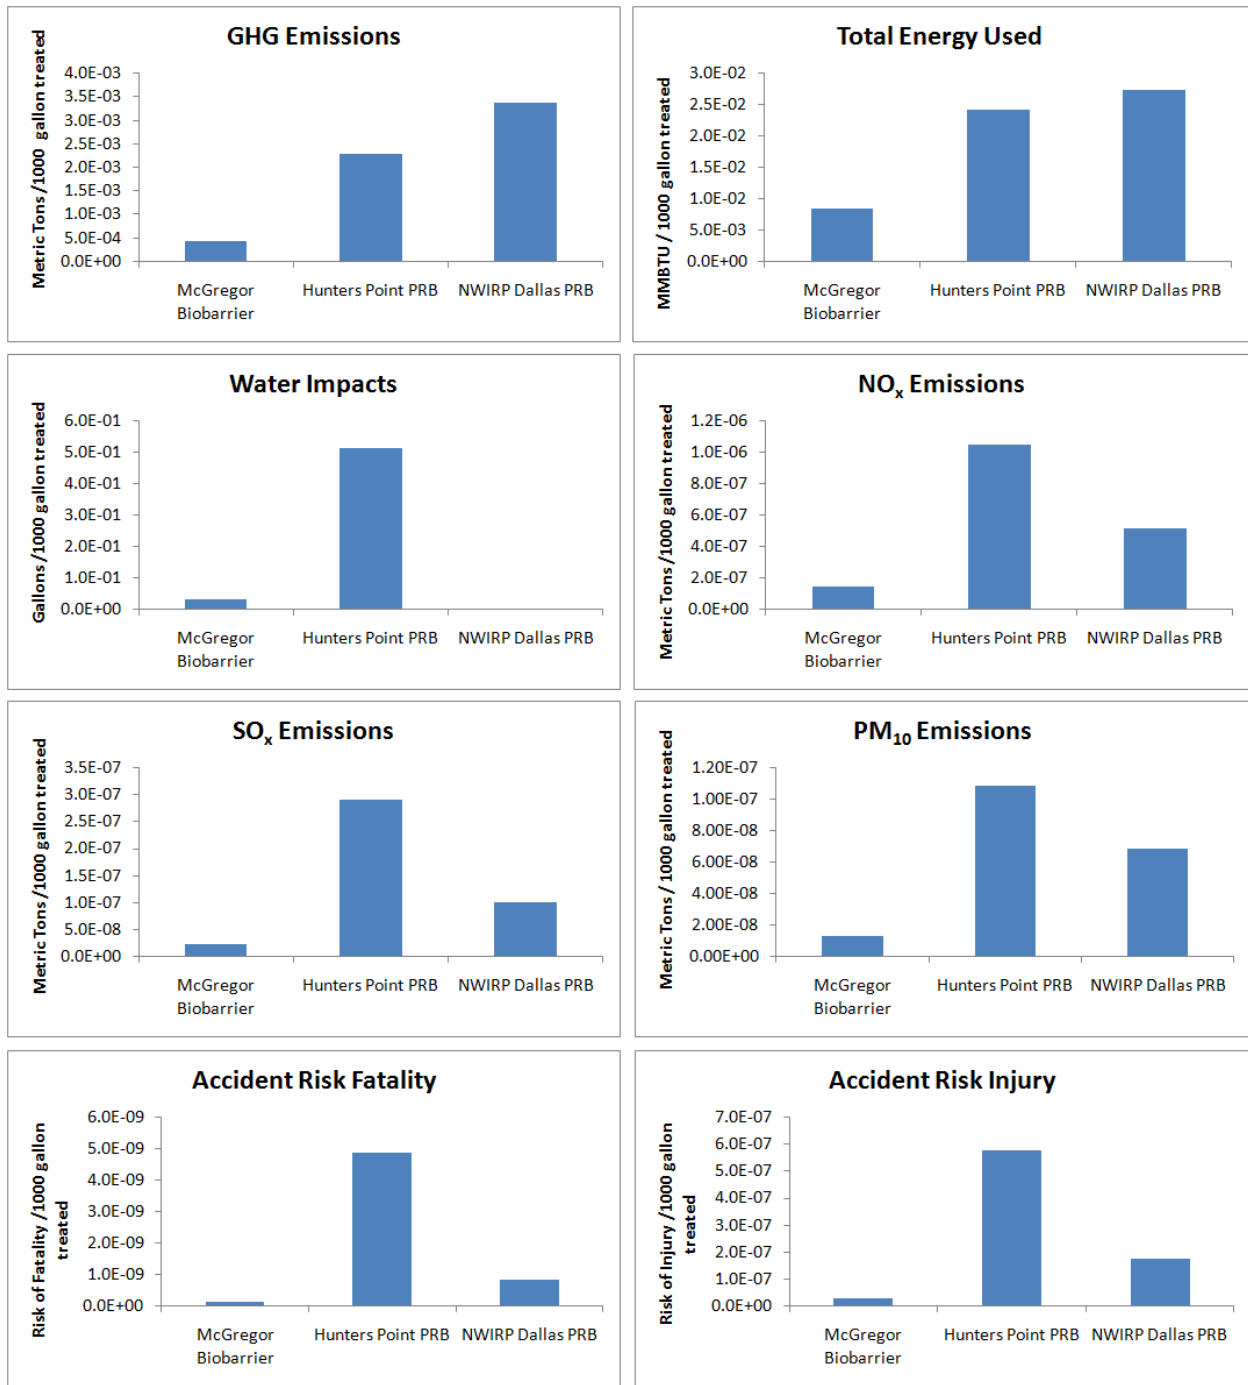 GHG Emissions
Metric Tons /1000 gallon treated
4.0E-03
3.5E-03
3.0E-03
2.5E-03
2.0E-03
1.5E-03
1.0E-03
5.0E-04
0.0E+00
McGregor Biobarrier
Hunters Point PRB
NWIRP Dallas PRB
Total Energy Used
MMBTU / 1000 gallon treated
3.0E-02
2.5E-02
2.0E-02
1.5E-02
1.0E-02
5.0E-03
0.0E+00
McGregor Biobarrier
Hunters Point PRB
NWIRP Dallas PRB
Water Impacts
Gallons /1000 gallon treated
6.0E-01
5.0E-01
4.0E-01
3.0E-01
2.0E-01
1.0E-01
0.0E+00
McGregor Biobarrier
Hunters Point PRB
NWIRP Dallas PRB
NOx Emissions
Metric Tons /1000 gallon treated
1.2E-06
1.0E-06
8.0E-07
6.0E-07
4.0E-07
2.0E-07
0.0E+00
McGregor Biobarrier
Hunters Point PRB
NWIRP Dallas PRB
SOx Emissions
Metric Tons /1000 gallon treated
3.5E-07
3.0E-07
2.5E-07
2.0E-07
1.5E-07
1.0E-07
5.0E-08
0.0E+00
McGregor Biobarrier
Hunters Point PRB
NWIRP Dallas PRB
PM10 Emissions
Metric Tons / 1000 gallon treated
1.20E-07
1.00E-07
8.00E-08
6.00E-08
4.00E-08
2.00E-08
0.00E+00
McGregor Biobarrier
Hunters Point PRB
NWIRP Dallas PRB
Accident Risk Fatality
Risk of Fatality /1000 gallon treated
6.0E-09
5.0E-09
4.0E-09
3.0E-09
2.0E-09
1.0E-09
0.0E+00
McGregor Biobarrier
Hunters Point PRB
NWIRP Dallas PRB
Accident Risk Injury
Risk of Injury /1000 gallon treated
7.0E-07
6.0E-07
5.0E-07
4.0E-07
3.0E-07
2.0E-07
1.0E-07
0.0E+00
McGregor Biobarrier
Hunters Point PRB
NWIRP Dallas PRB